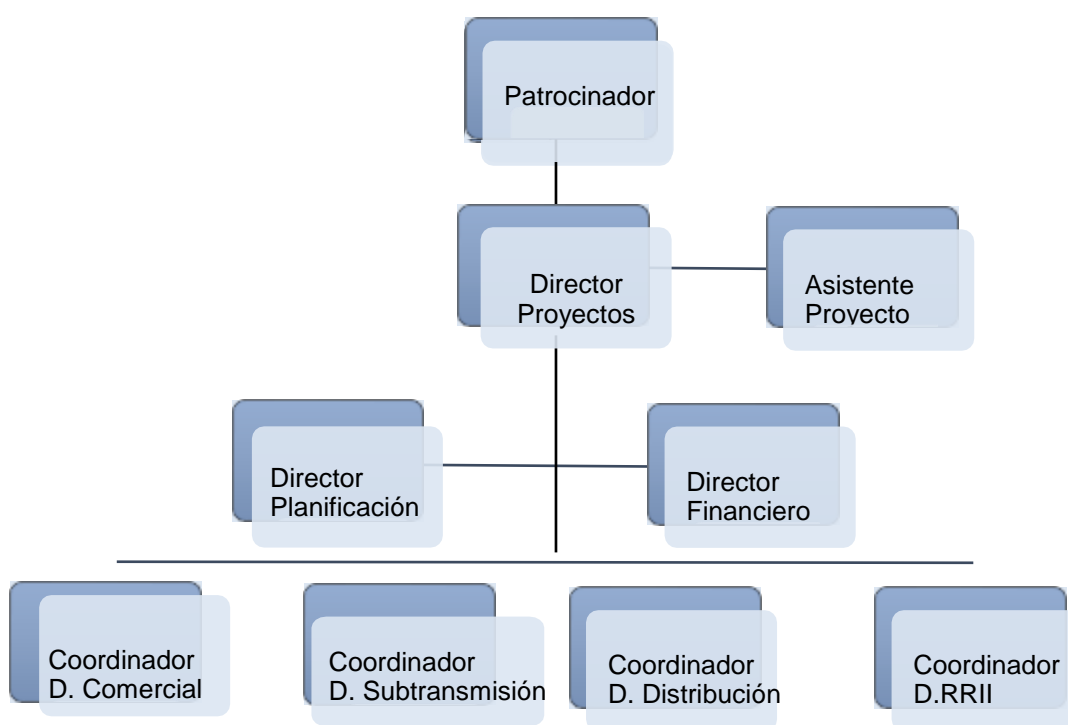 Patrocinador
Director
Proyectos
Asistente
Proyecto
Director
Planificación
Director
Financiero
Coordinador
D. Comercial
Coordinador
D. Subtransmisión
Coordinador
D. Distribución
Coordinador
D.RRII